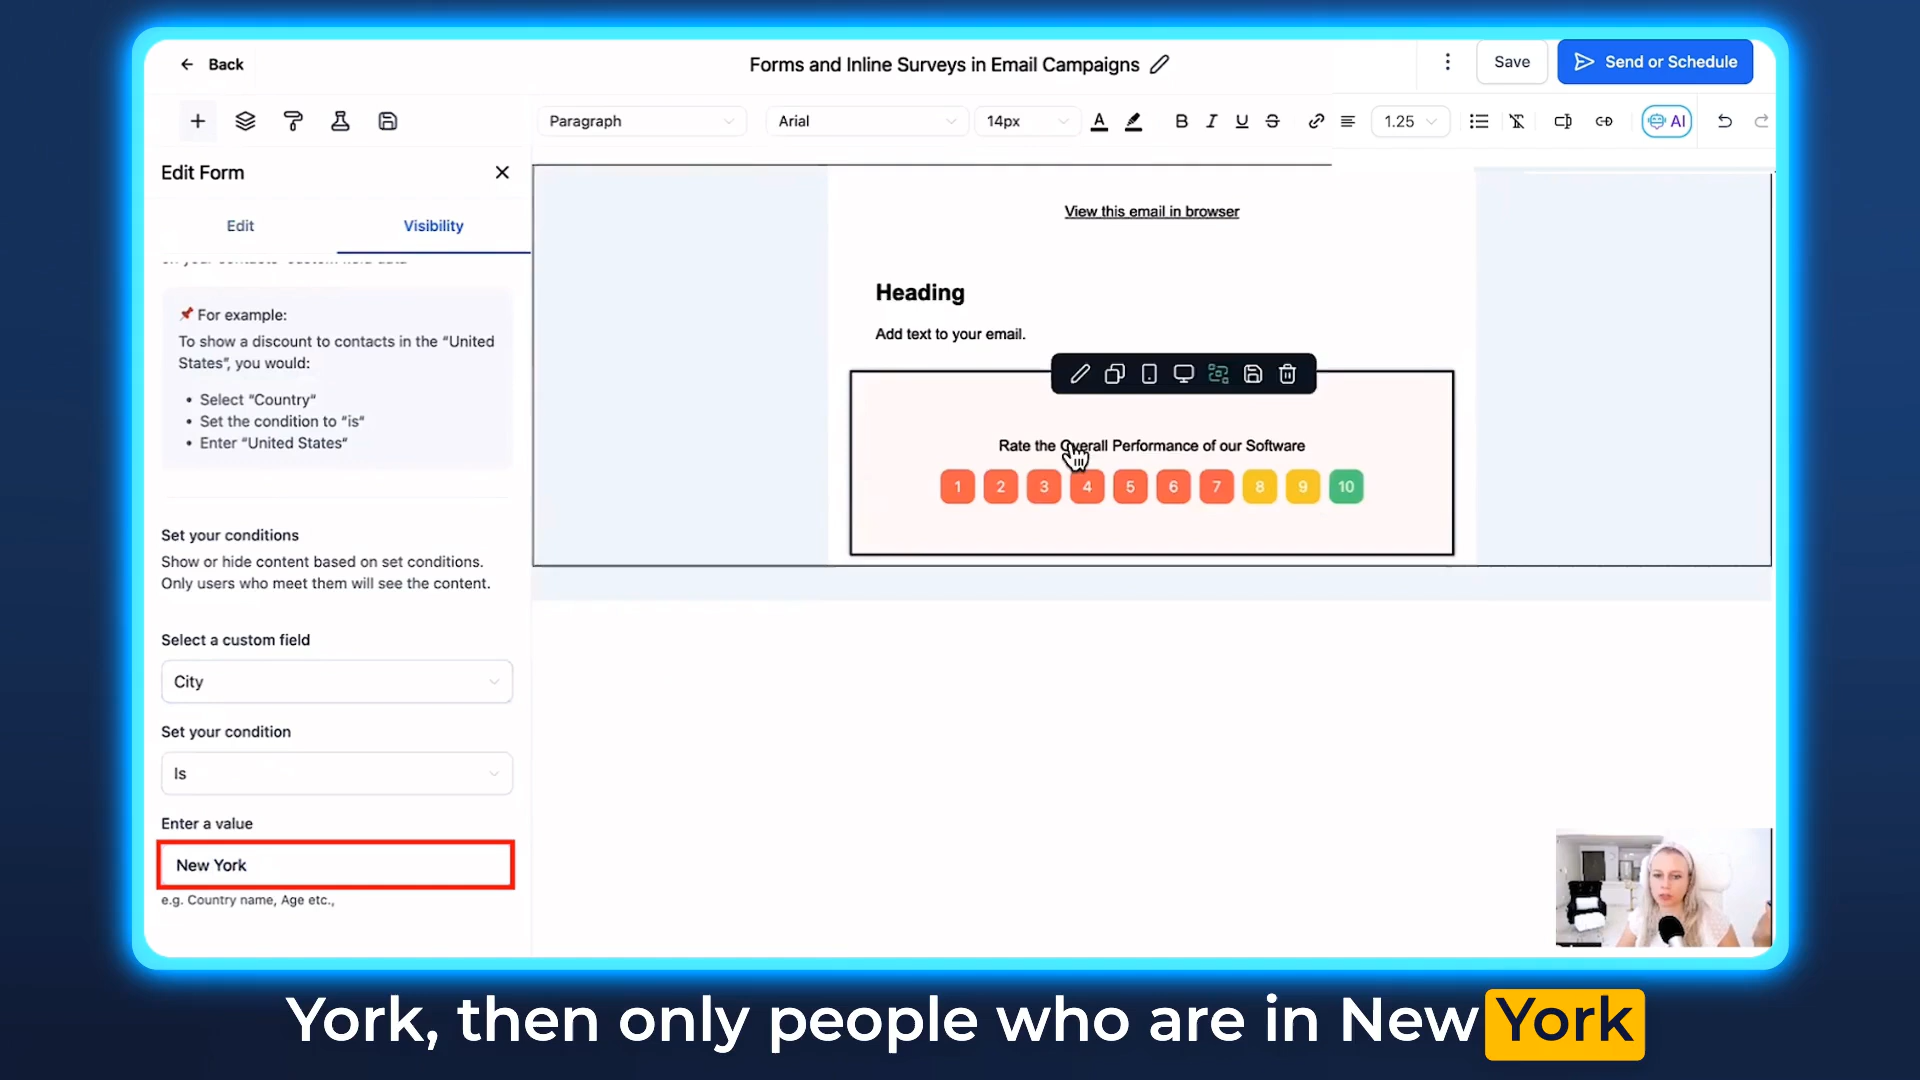 Back
Forms and Inline Surveys in Email Campaigns
Save
Send or Schedule
Paragraph
Arial
14px
A
B
I
U
S
1.25
AI
Edit Form
Edit
Visibility
For example:
To show a discount to contacts in the “United
States”, you would:
• Select “Country“
• Set the condition to “is“
• Enter “United States“
Set your conditions
Show or hide content based on set conditions.
Only users who meet them will see the content.
Select a custom field
City
Set your condition
Is
Enter a value
New York
e.g. Country name, Age etc.,
View this email in browser
Heading
Add text to your email.
Rate the Overall Performance of our Software
1 2 3 4 5 6 7 8 9 10
York, then only people who are in New York